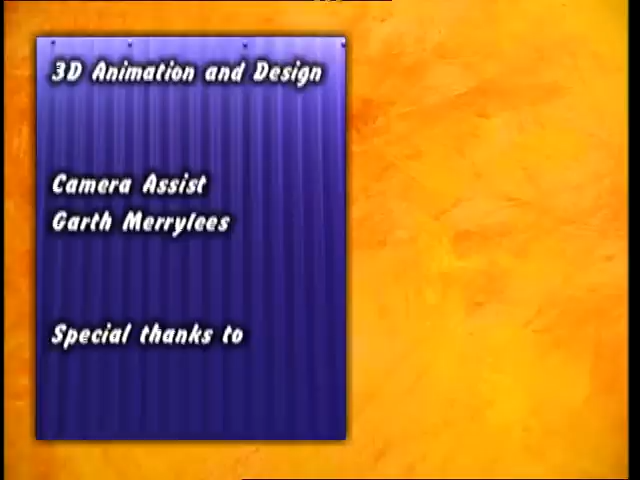 3D Animation and Design
Camera Assist
Garth Merrylees
Special thanks to